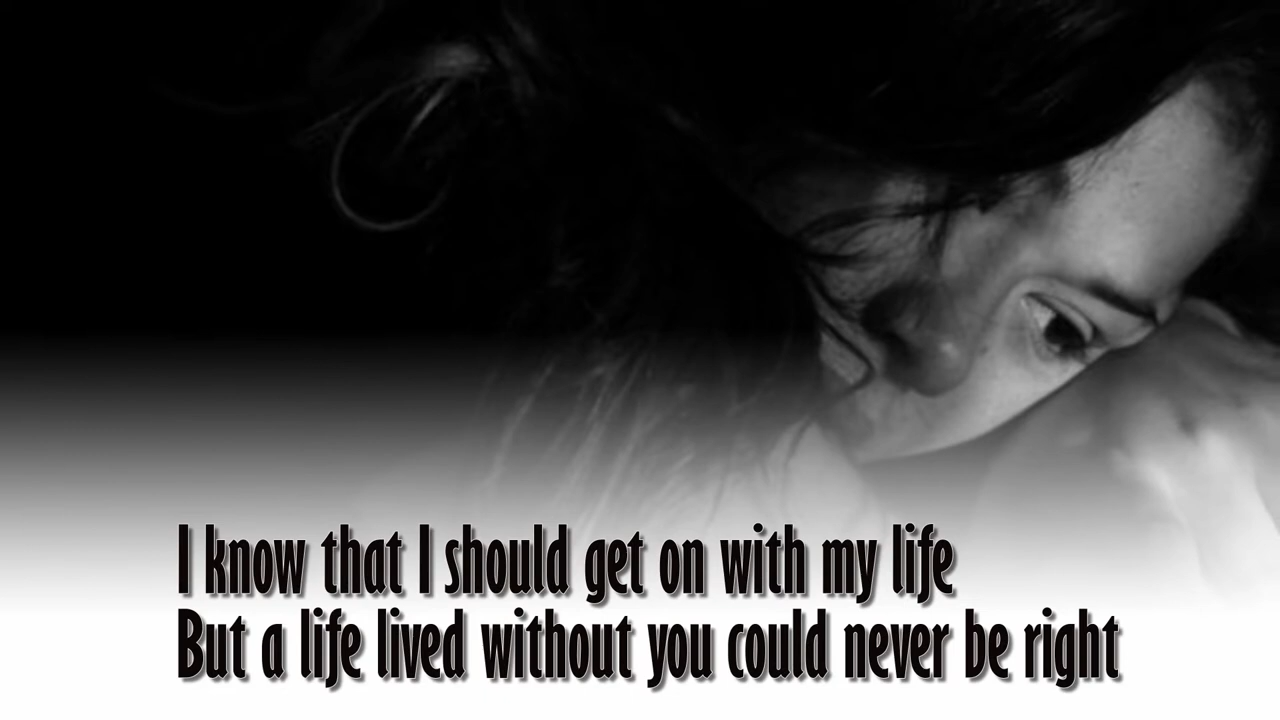 I know that I should get on with my life
But a life lived without you could never be right